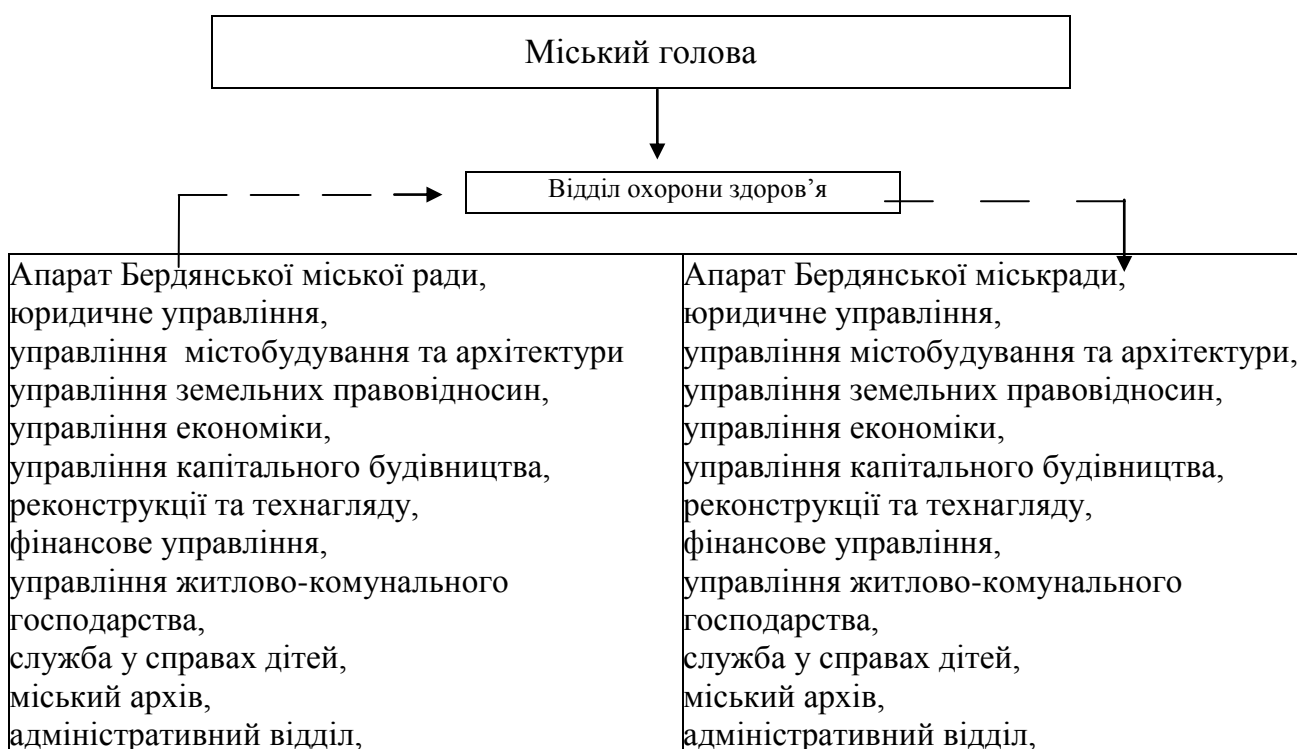 Міський голова
Відділ охорони здоров’я
Апарат Бердянської міської ради,
юридичне управління,
управління  містобудування та архітектури
управління земельних правовідносин,
управління економіки,
управління капітального будівництва,
реконструкції та технагляду,
фінансове управління,
управління житлово-комунального
господарства,
служба у справах дітей,
міський архів,
адміністративний відділ,
Апарат Бердянської міськради,
юридичне управління,
управління містобудування та архітектури,
управління земельних правовідносин,
управління економіки,
управління капітального будівництва,
реконструкції та технагляду,
фінансове управління,
управління житлово-комунального
господарства,
служба у справах дітей,
міський архів,
адміністративний відділ,